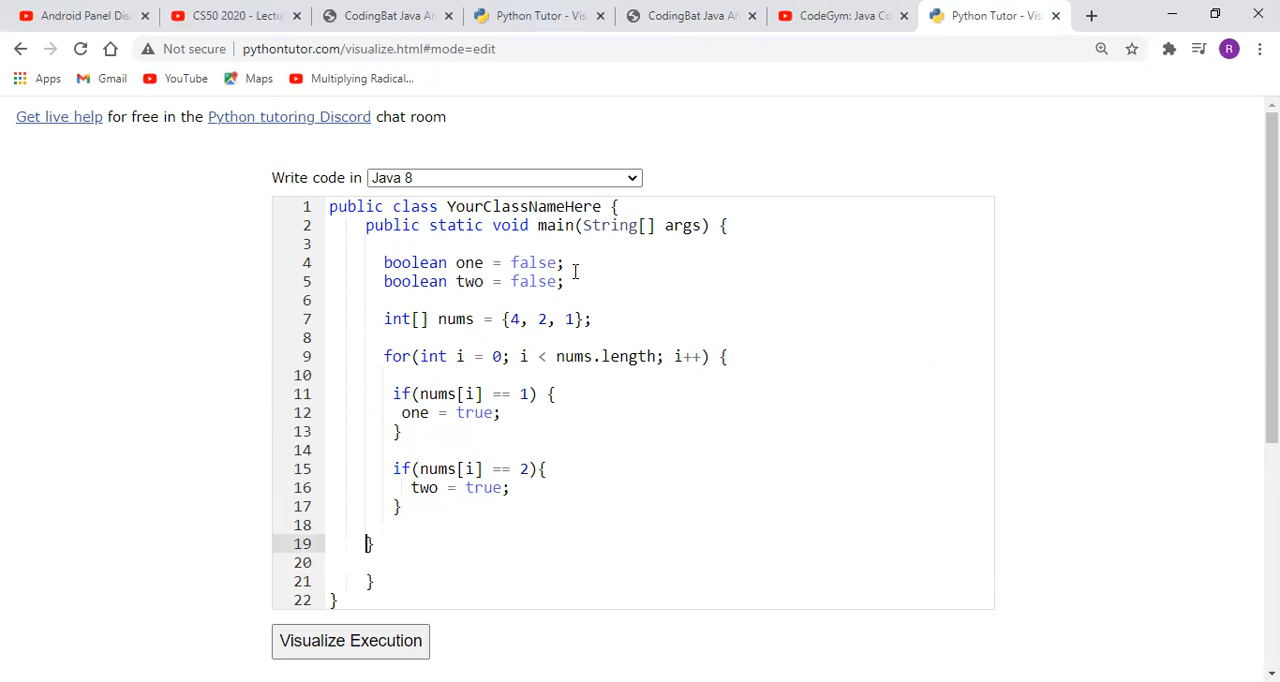 Android Panel Di
CS50 2020 - Lectu
CodingBat Java Ar
Python Tutor - Vis
CodingBat Java Ar
CodeGym: Java Co
Python Tutor - Vis
Not secure | pythontutor.com/visualize.html#mode=edit
R
Apps Gmail YouTube Maps Multiplying Radical...
Get live help for free in the Python tutoring Discord chat room
Write code in Java 8
1 public class YourClassNameHere {
2 public static void main(String[] args) {
3
4 boolean one = false;
5 boolean two = false;
6
7 int[] nums = {4, 2, 1};
8
9 for(int i = 0; i < nums.length; i++) {
10
11 if(nums[i] == 1) {
12 one = true;
13 }
14
15 if(nums[i] == 2){
16 two = true;
17 }
18
19 }
20
21 }
22 }
Visualize Execution